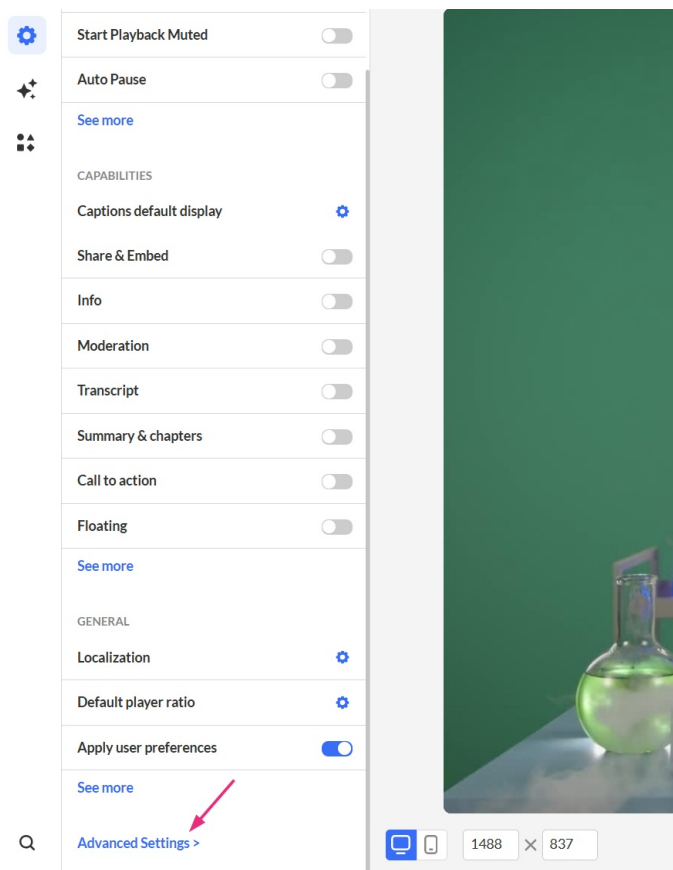 Start Playback Muted
Auto Pause
See more
CAPABILITIES
Captions default display
Share & Embed
Info
Moderation
Transcript
Summary & chapters
Call to action
Floating
See more
GENERAL
Localization
Default player ratio
Apply user preferences
See more
Advanced Settings >
1488 × 837